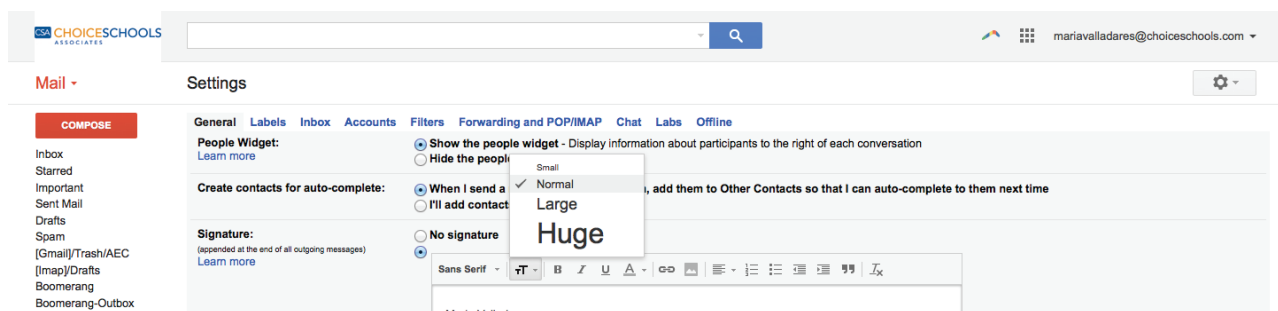 CSA CHOICESCHOOLS
ASSOCIATES
mariavalladares@choiceschools.com
Mail
Settings
COMPOSE
General Labels Inbox Accounts Filters Forwarding and POP/IMAP Chat Labs Offline
People Widget:
Learn more
Show the people widget - Display information about participants to the right of each conversation
Hide the people
Inbox
Starred
Important
Sent Mail
Drafts
Spam
[Gmail]/Trash/AEC
[Imap]/Drafts
Boomerang
Boomerang-Outbox
Create contacts for auto-complete:
When I send a
, add them to Other Contacts so that I can auto-complete to them next time
I'll add contact
Small
Normal
Large
Huge
Signature:
(appended at the end of all outgoing messages)
Learn more
No signature
Sans Serif TT B I U A Tx